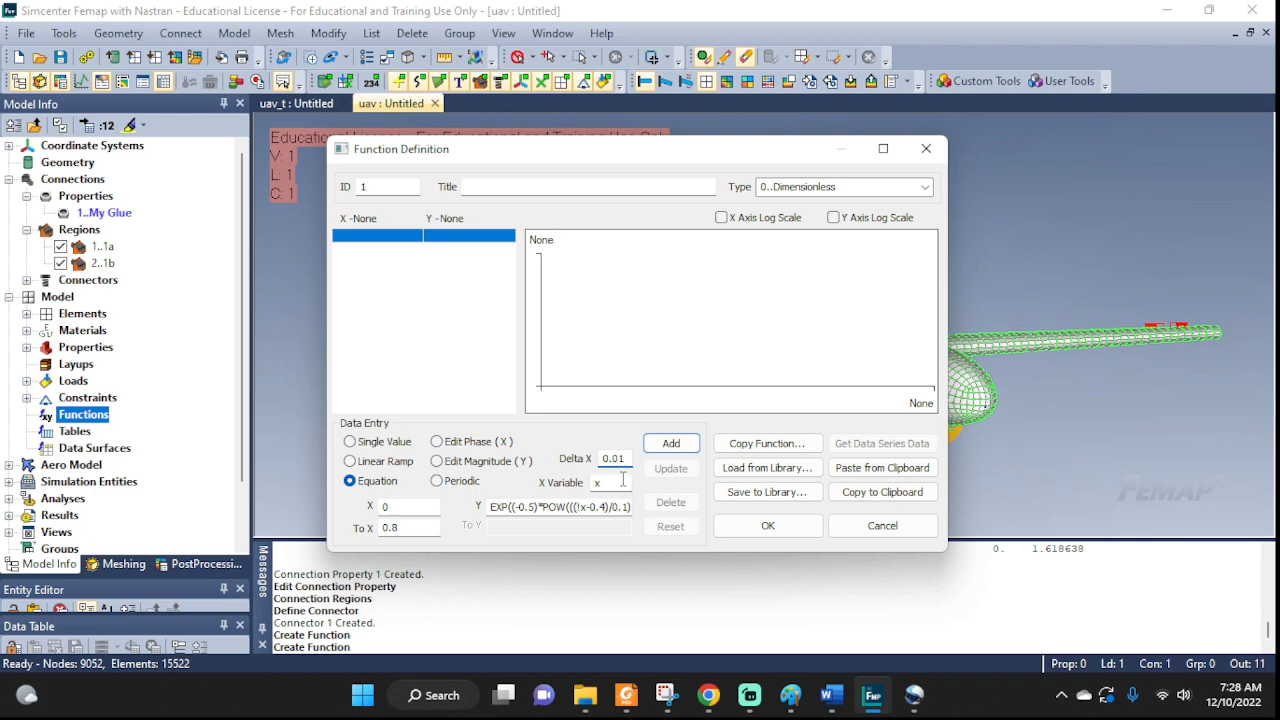 Simcenter Femap with Nastran - Educational License - For Educational and Training Use Only - [uav : Untitled]
File Tools Geometry Connect Model Mesh Modify List Delete Group View Window Help
Custom Tools User Tools
Model Info
uav_t : Untitled uav : Untitled
:12
Coordinate Systems
Geometry
Connections
Properties
1..My Glue
Regions
1..1a
2..1b
Connectors
Model
Elements
Materials
Properties
Layups
Loads
Constraints
Functions
Tables
Data Surfaces
Aero Model
Simulation Entities
Analyses
Results
Views
Groups
Model Info Meshing PostProcessi...
Entity Editor
Data Table
V: 1
L: 1
C: 1
Function Definition
ID 1 Title Type 0..Dimensionless
X -None Y -None X Axis Log Scale Y Axis Log Scale
None
None
Data Entry
Single Value Edit Phase ( X )
Linear Ramp Edit Magnitude ( Y )
Equation Periodic
Delta X 0.01
X Variable x
X 0 Y EXP((-0.5)*POW(((!x-0.4)/0.1)
To X 0.8 To Y
Add
Update
Delete
Reset
Copy Function... Get Data Series Data
Load from Library... Paste from Clipboard
Save to Library... Copy to Clipboard
OK Cancel
FEMAP
Messages
0. 1.618638
Connection Property 1 Created.
Edit Connection Property
Connection Regions
Define Connector
Connector 1 Created.
Create Function
Create Function
Ready - Nodes: 9052, Elements: 15522 Prop: 0 Ld: 1 Con: 1 Grp: 0 Out: 11
Search
7:28 AM
12/10/2022